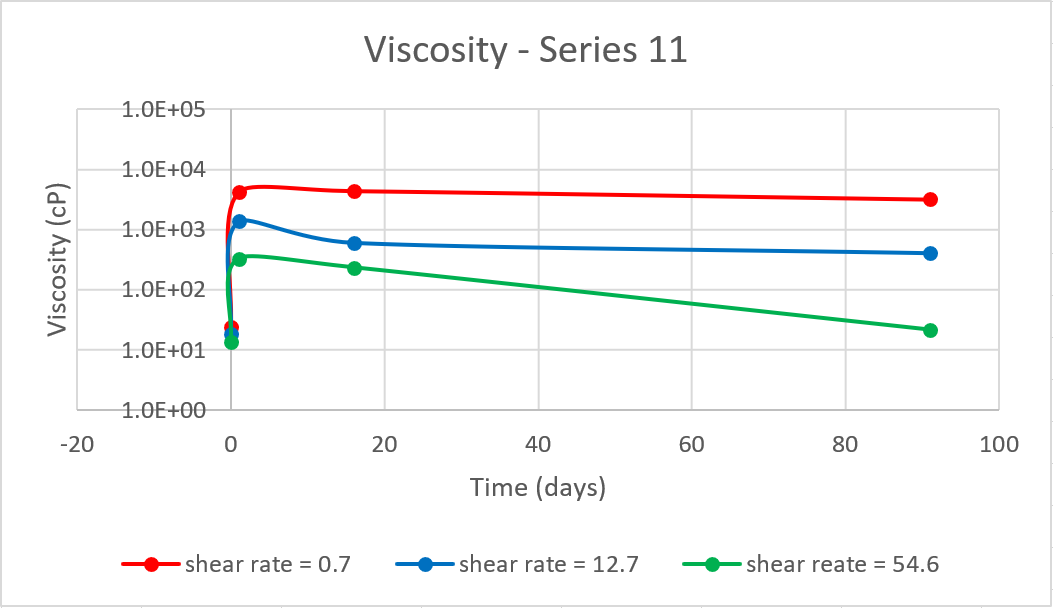 Viscosity - Series 11
1.0E+05
1.0E+04
1.0E+03
1.0E+02
1.0E+01
1.0E+00
Viscosity (cP)
-20 0 20 40 60 80 100
Time (days)
shear rate = 0.7 shear rate = 12.7 shear reate = 54.6